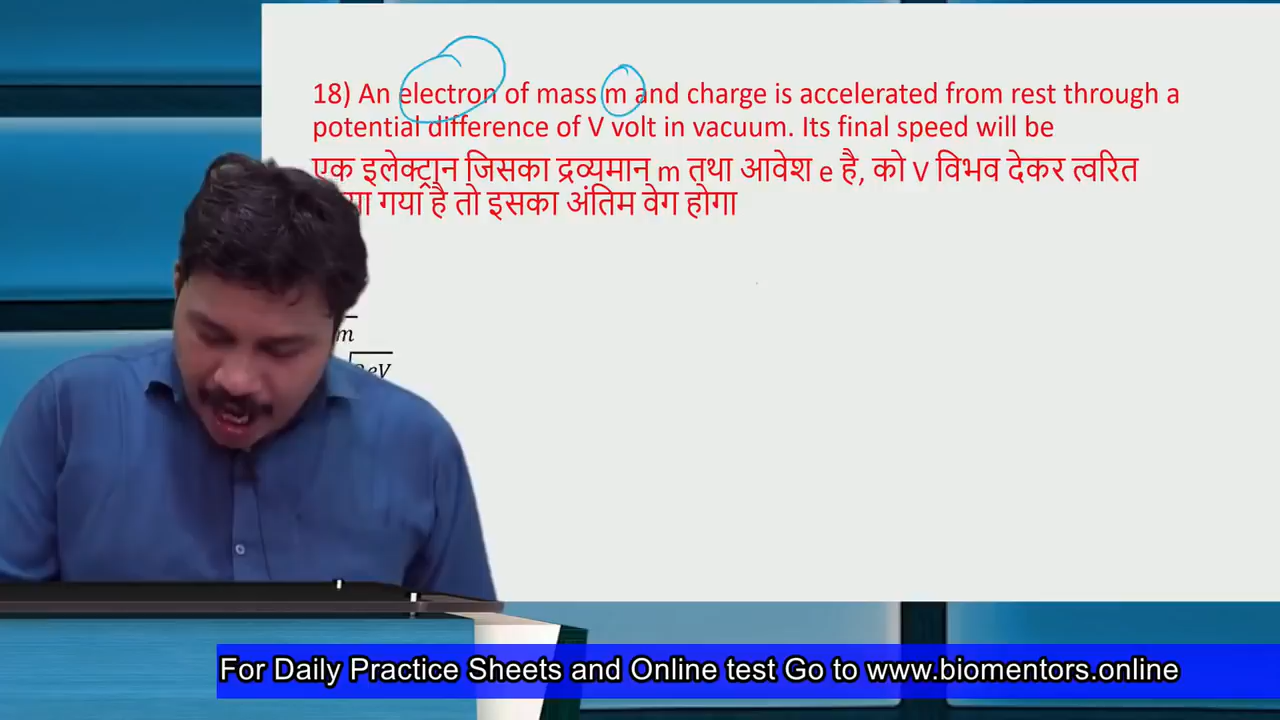 18) An electron of mass m and charge is accelerated from rest through a
potential difference of V volt in vacuum. Its final speed will be
एक इलेक्ट्रान जिसका द्रव्यमान m तथा आवेश e है, को V विभव देकर त्वरित
गया है तो इसका अंतिम वेग होगा
m
eV
For Daily Practice Sheets and Online test Go to www.biomentors.online